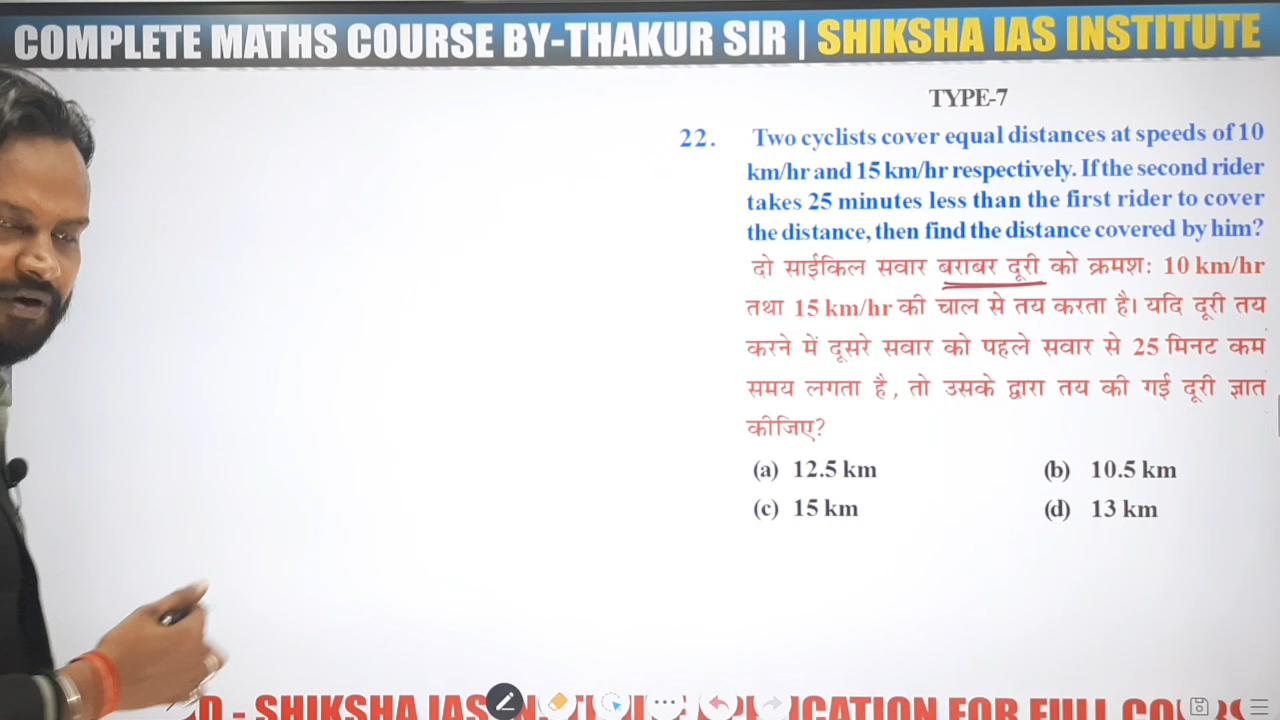 COMPLETE MATHS COURSE BY-THAKUR SIR | SHIKSHA IAS INSTITUTE
TYPE-7
22. Two cyclists cover equal distances at speeds of 10
km/hr and 15 km/hr respectively. If the second rider
takes 25 minutes less than the first rider to cover
the distance, then find the distance covered by him?
दो साईकिल सवार बराबर दूरी को क्रमश: 10 km/hr
तथा 15 km/hr की चाल से तय करता है। यदि दूरी तय
करने में दूसरे सवार को पहले सवार से 25 मिनट कम
समय लगता है, तो उसके द्वारा तय की गई दूरी ज्ञात
कीजिए?
(a) 12.5 km (b) 10.5 km
(c) 15 km (d) 13 km
- SHIKSHA IAS FOR FULL